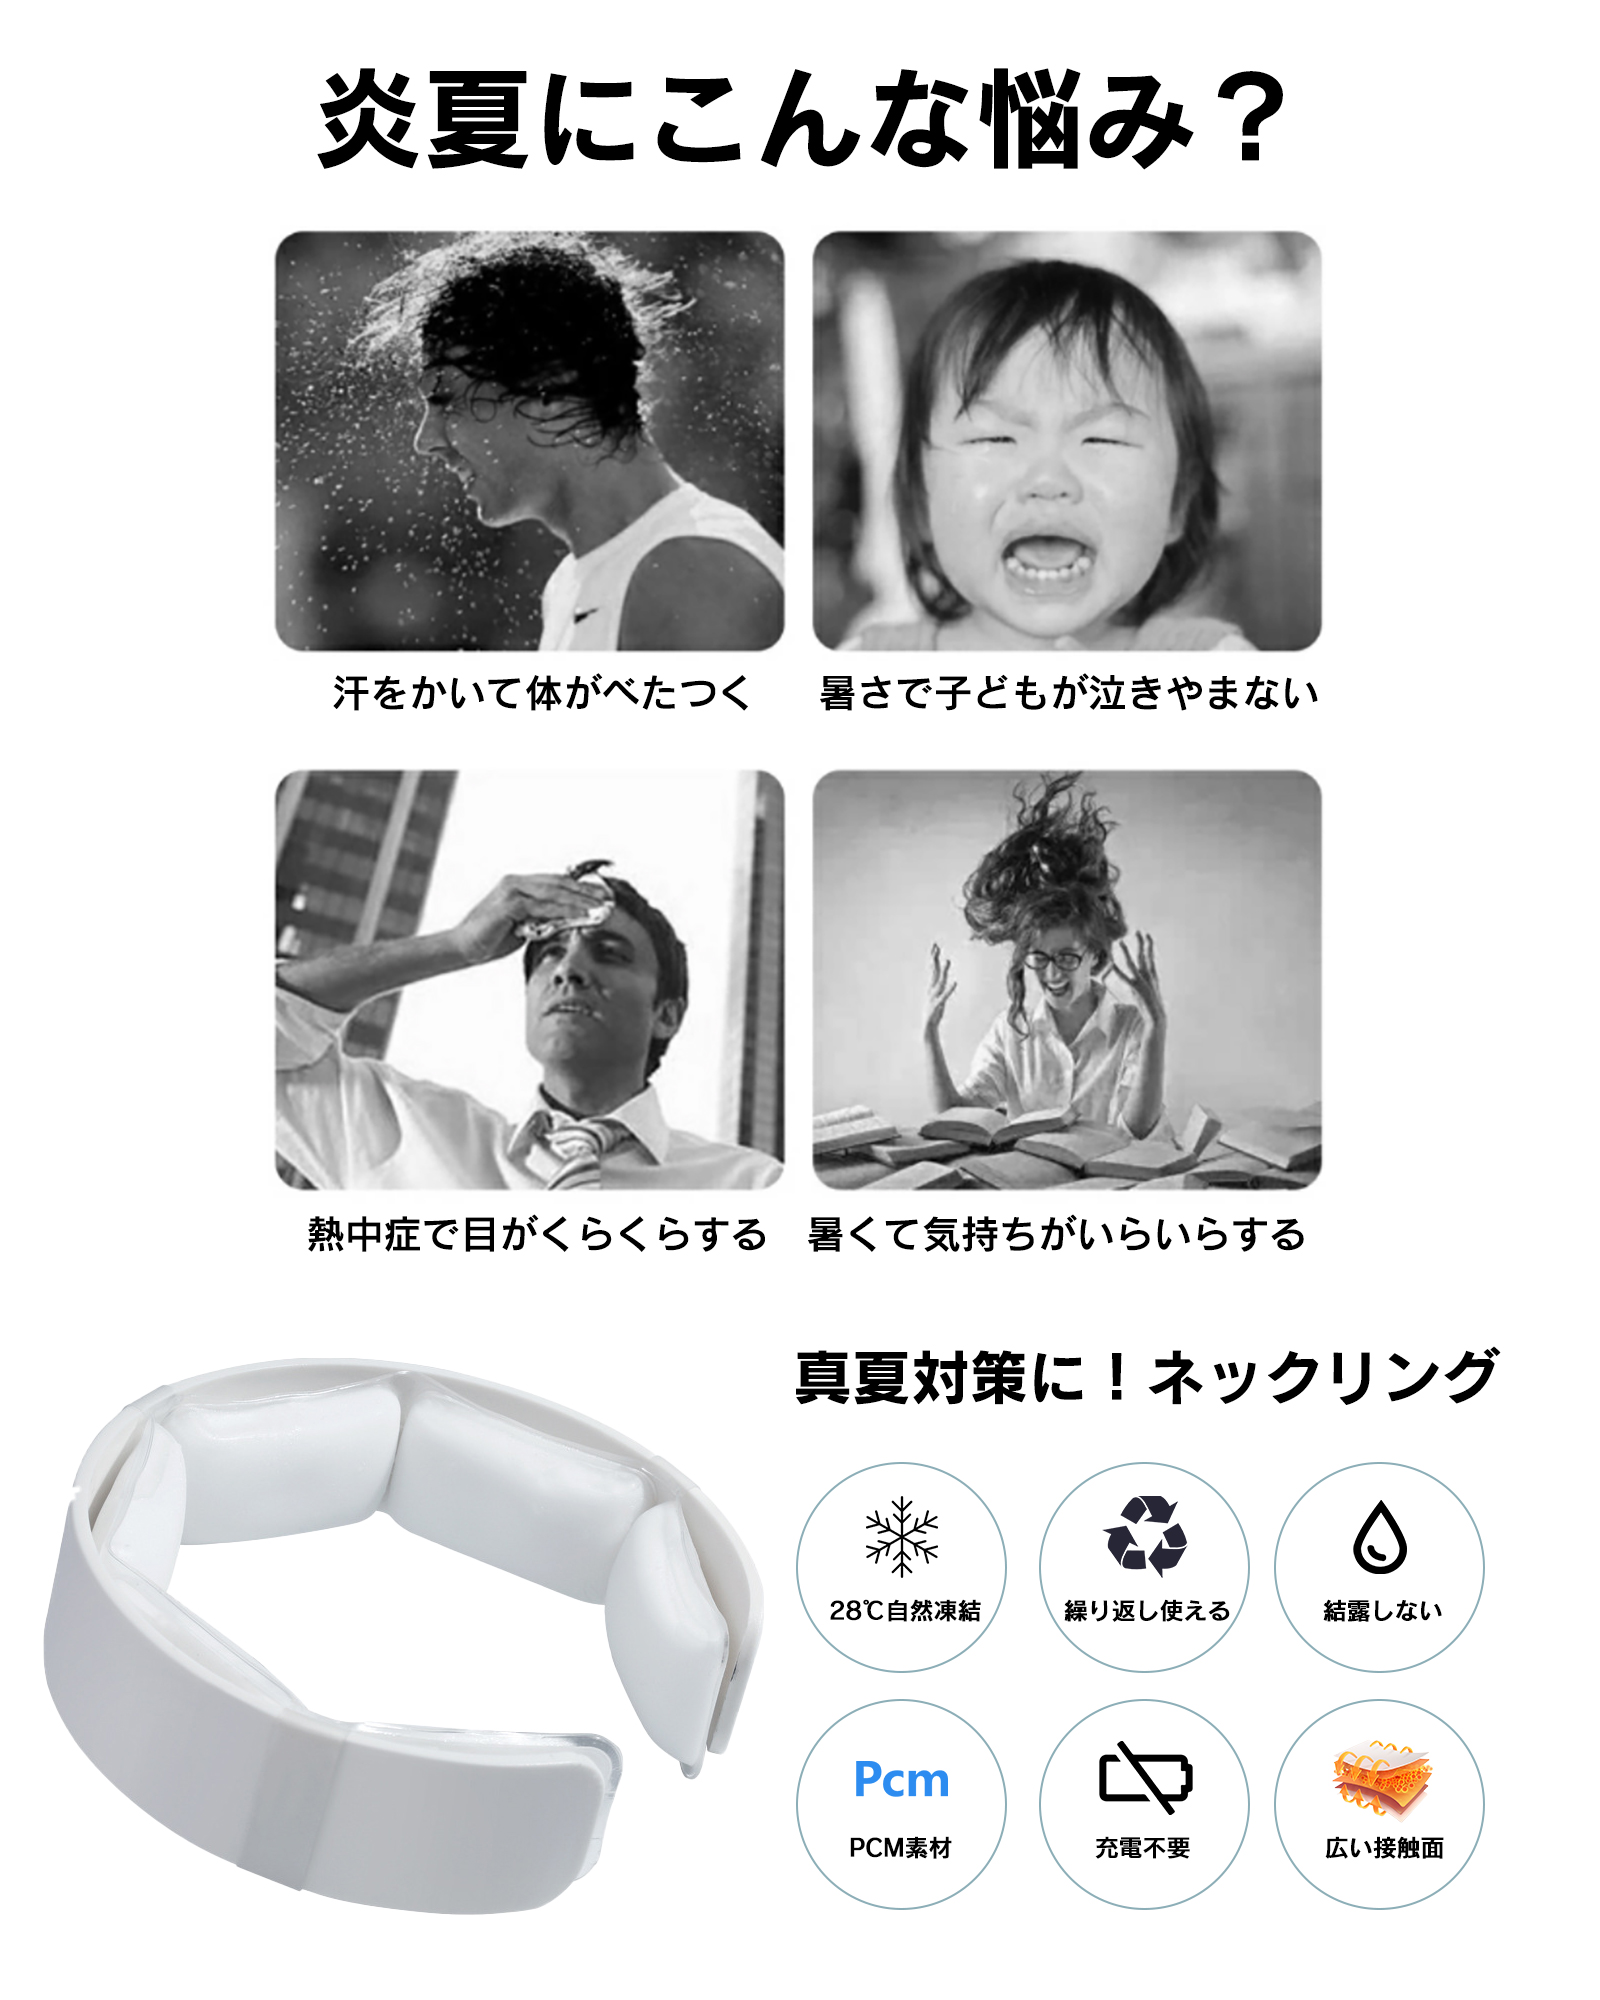 炎夏にこんな悩み？
汗をかいて体がべたつく
暑さで子どもが泣きやまない
熱中症で目がくらくらする
暑くて気持ちがいらいらする
真夏対策に！ネックリング
28℃自然凍結
繰り返し使える
結露しない
Pcm
PCM素材
充電不要
広い接触面